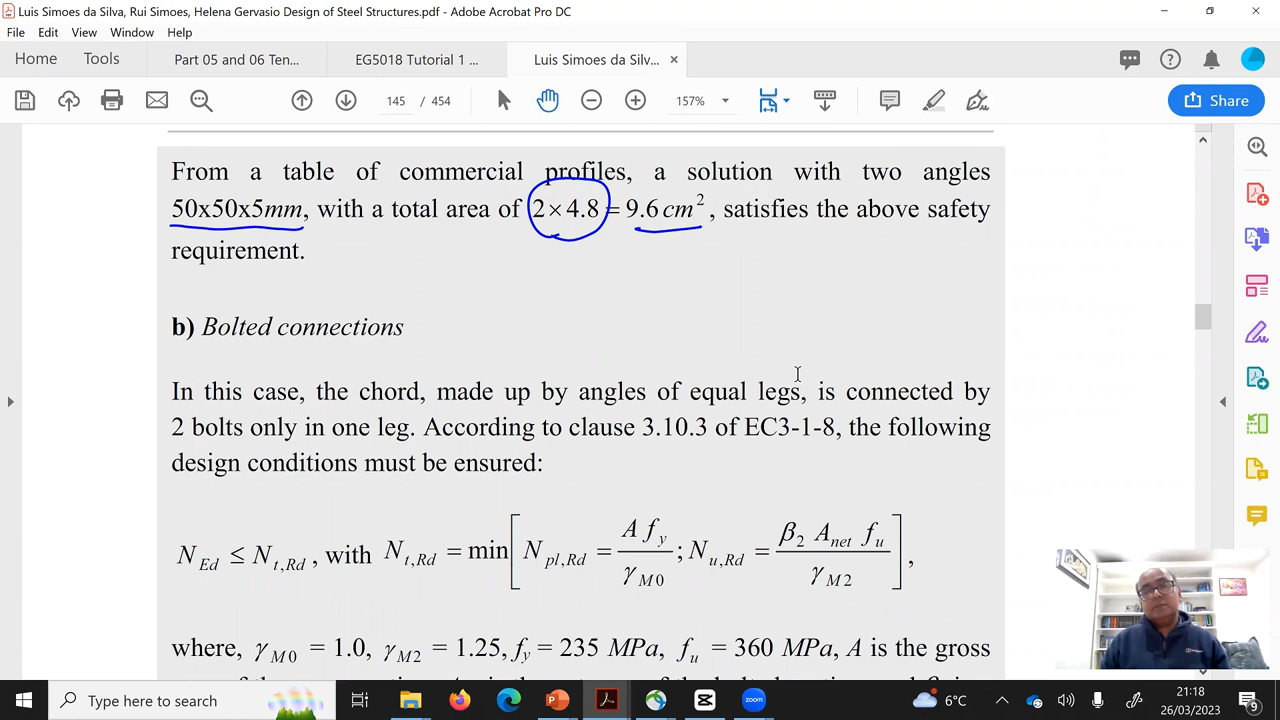 Luis Simoes da Silva, Rui Simoes, Helena Gervasio Design of Steel Structures.pdf - Adobe Acrobat Pro DC
File Edit View Window Help
Home Tools Part 05 and 06 Ten... EG5018 Tutorial 1 ... Luis Simoes da Silv... ×
145 / 454 157% Share
From a table of commercial profiles, a solution with two angles
50x50x5mm, with a total area of 2 × 4.8 = 9.6 cm², satisfies the above safety
requirement.
b) Bolted connections
In this case, the chord, made up by angles of equal legs, is connected by
2 bolts only in one leg. According to clause 3.10.3 of EC3-1-8, the following
design conditions must be ensured:
N_Ed ≤ N_t,Rd , with N_t,Rd = min[ N_pl,Rd = A f_y / γ_M0 ; N_u,Rd = β_2 A_net f_u / γ_M2 ],
where, γ_M0 = 1.0, γ_M2 = 1.25, f_y = 235 MPa, f_u = 360 MPa, A is the gross
Type here to search 6°C 21:18
26/03/2023 9